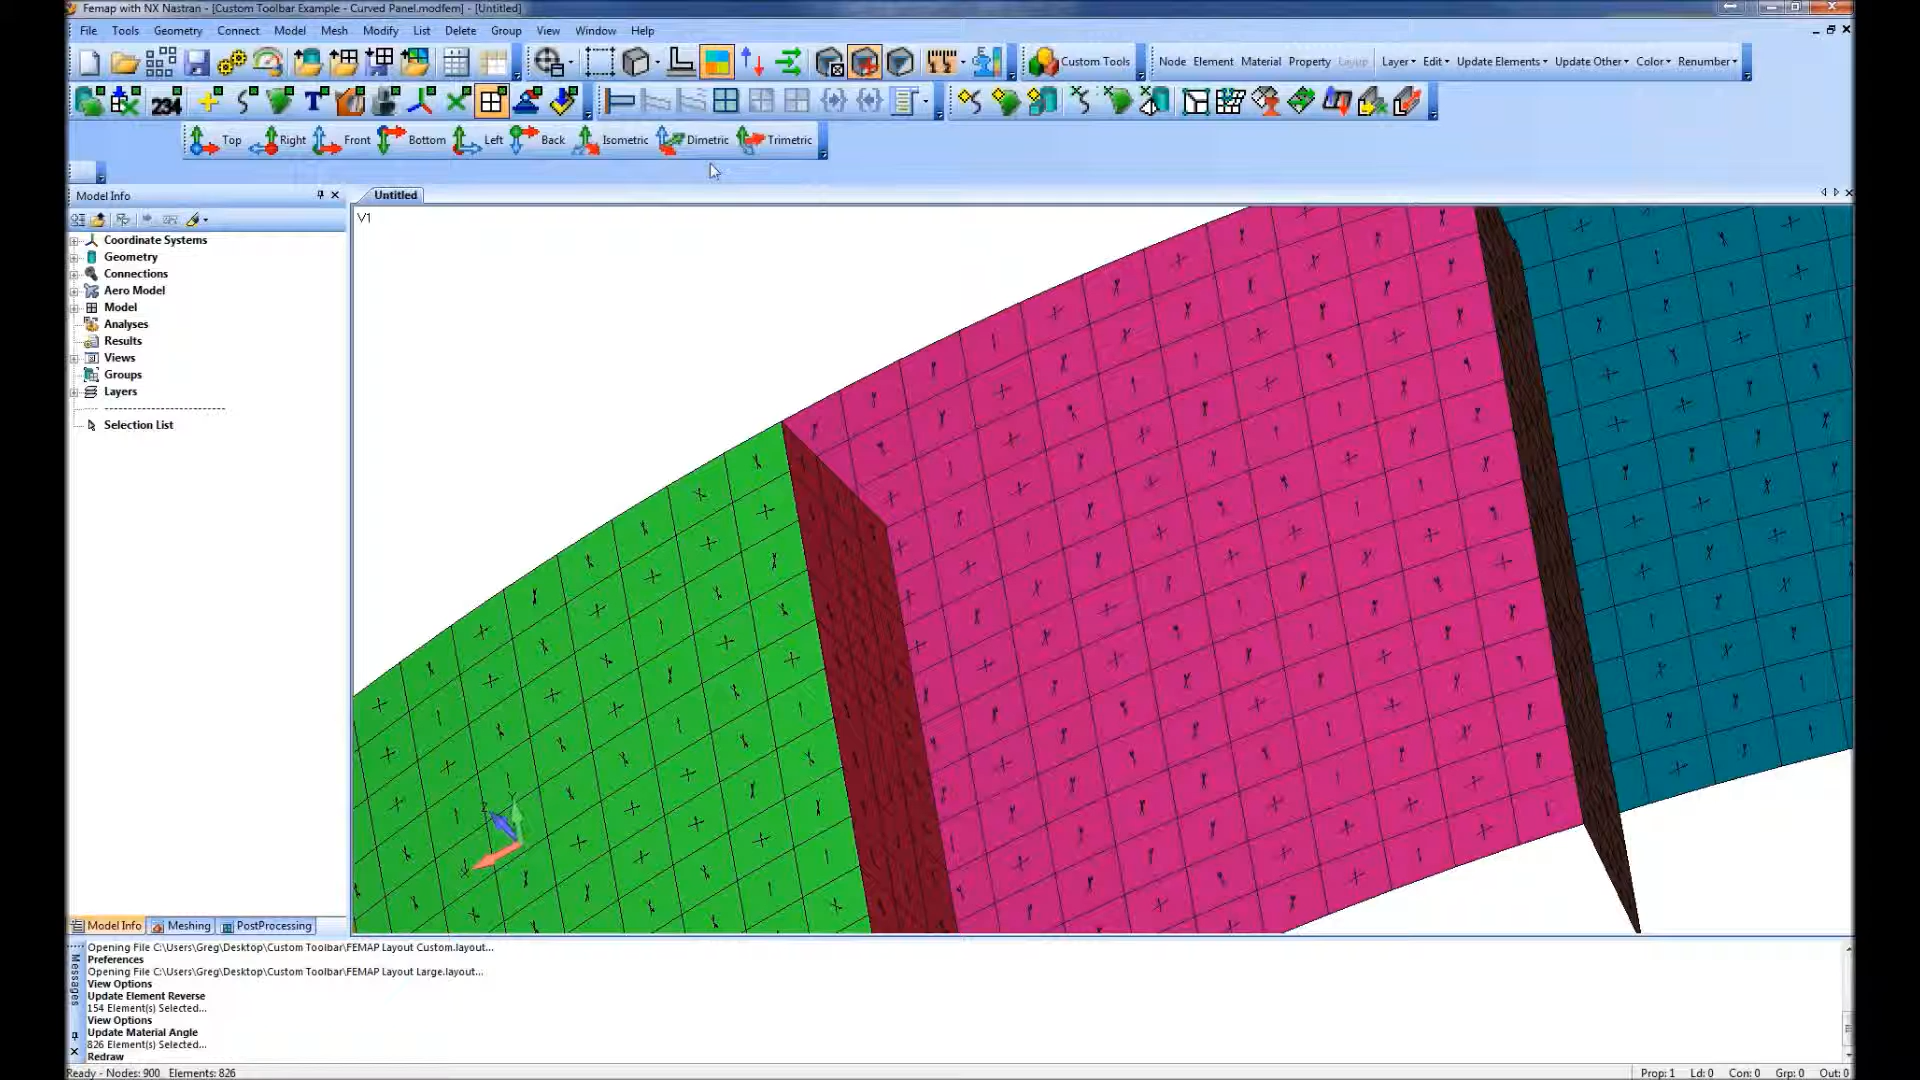 Femap with NX Nastran - [Custom Toolbar Example - Curved Panel.modfem] - [Untitled]
File Tools Geometry Connect Model Mesh Modify List Delete Group View Window Help
Custom Tools Node Element Material Property Layup Layer Edit Update Elements Update Other Color Renumber
234 T
Top Right Front Bottom Left Back Isometric Dimetric Trimetric
Model Info
Untitled
V1
Coordinate Systems
Geometry
Connections
Aero Model
Model
Analyses
Results
Views
Groups
Layers
Selection List
Z Y
X
Model Info Meshing PostProcessing
Messages
Opening File C:\Users\Greg\Desktop\Custom Toolbar\FEMAP Layout Custom.layout...
Preferences
Opening File C:\Users\Greg\Desktop\Custom Toolbar\FEMAP Layout Large.layout...
View Options
Update Element Reverse
154 Element(s) Selected...
View Options
Update Material Angle
826 Element(s) Selected...
Redraw
Ready - Nodes: 900 Elements: 826 Prop: 1 Ld: 0 Con: 0 Grp: 0 Out: 0